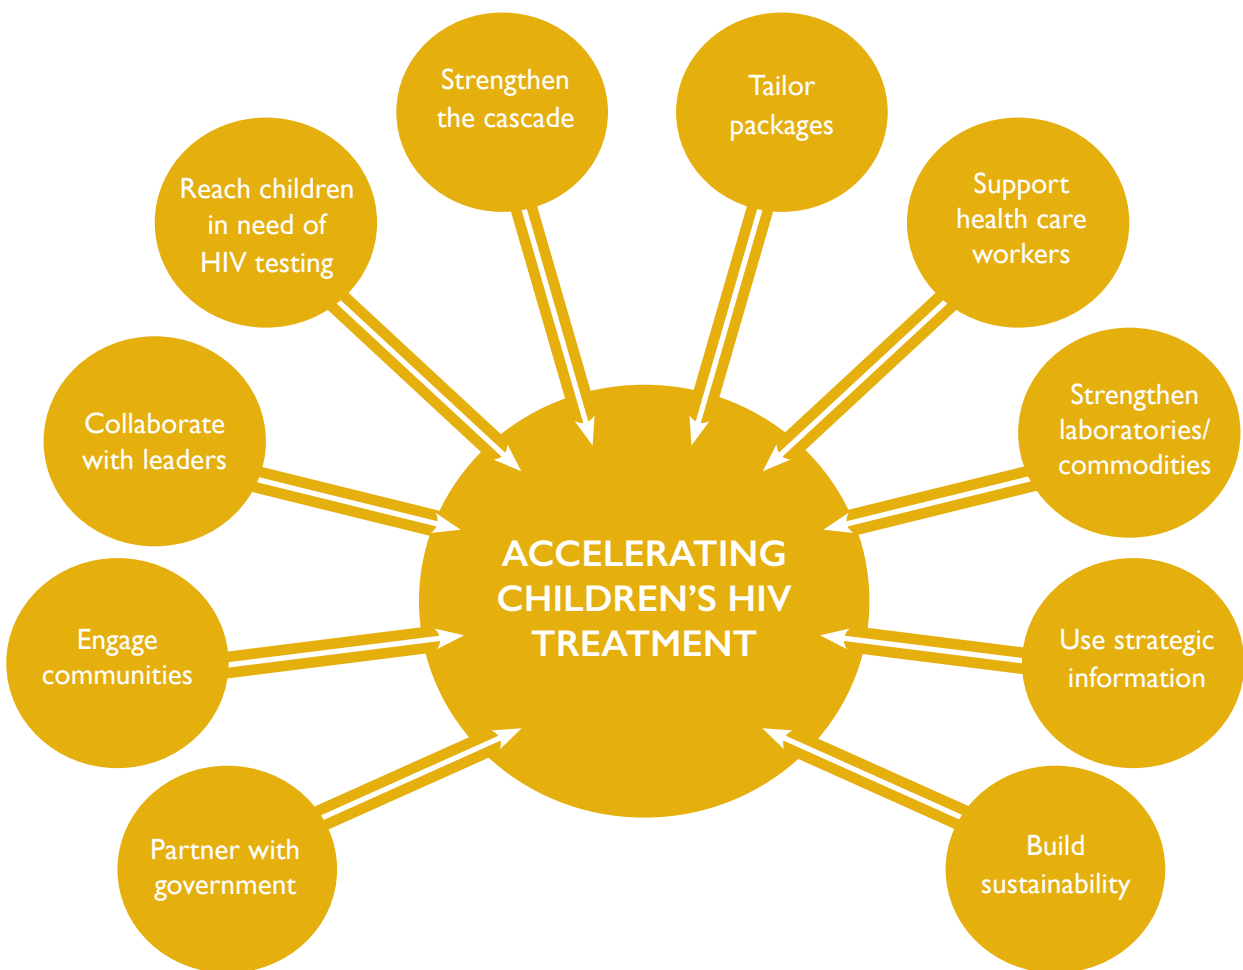 Strengthen
the cascade
Tailor
packages
Reach children
in need of
HIV testing
Support
health care
workers
Collaborate
with leaders
Strengthen
laboratories/
commodities
ACCELERATING
CHILDREN’S HIV
TREATMENT
Engage
communities
Use strategic
information
Partner with
government
Build
sustainability